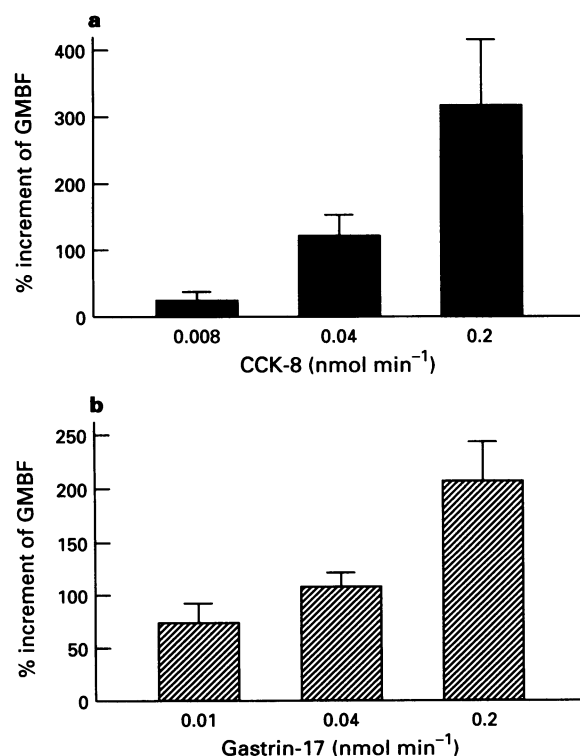 a
% increment of GMBF
400
300
200
100
0
0.008 0.04 0.2
CCK-8 (nmol min⁻¹)
b
% increment of GMBF
250
200
150
100
50
0
0.01 0.04 0.2
Gastrin-17 (nmol min⁻¹)